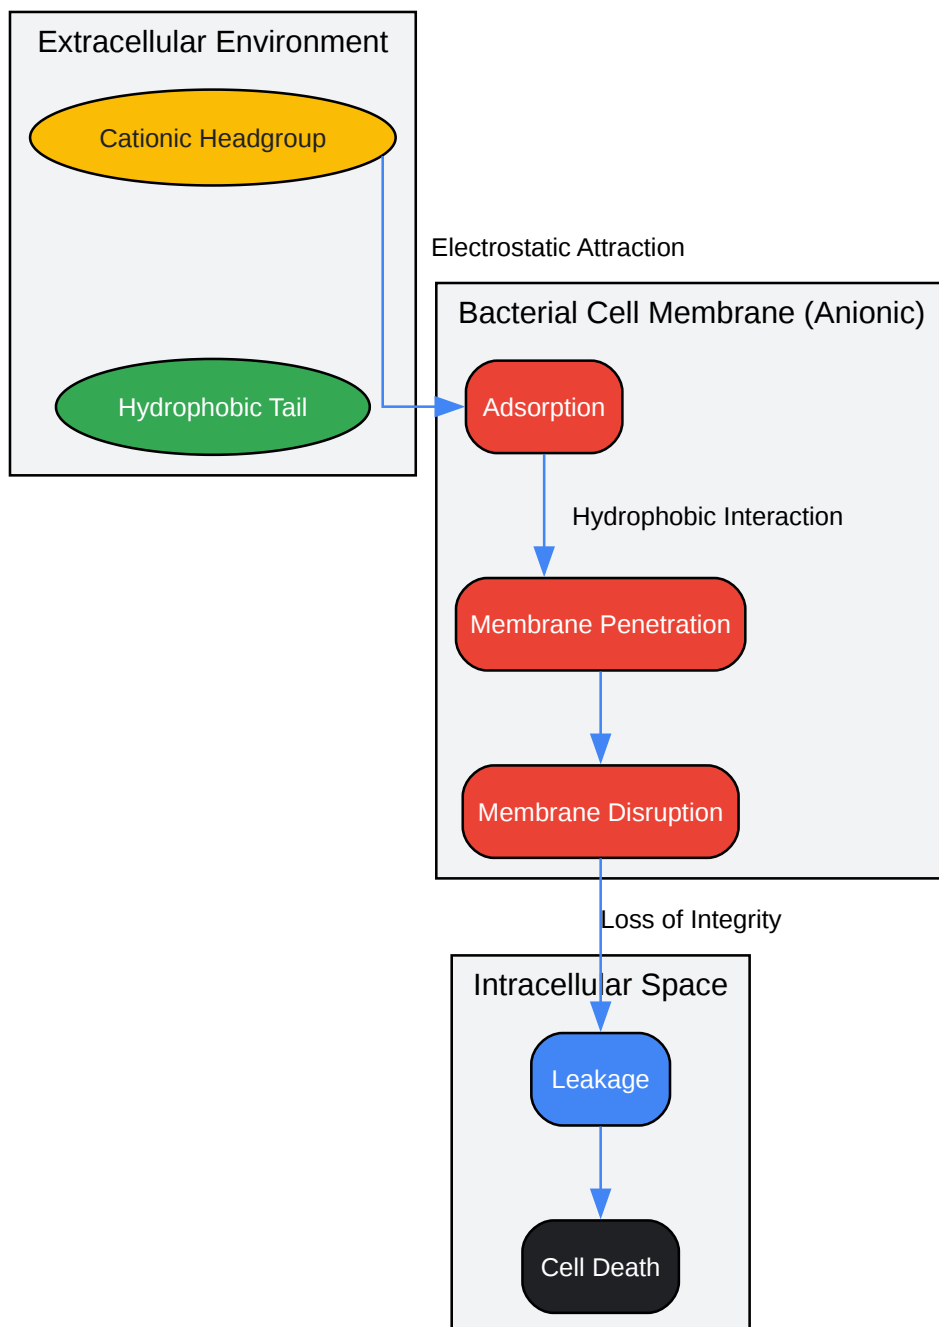 Extracellular Environment
Cationic Headgroup
Electrostatic Attraction
Bacterial Cell Membrane (Anionic)
Hydrophobic Tail
Adsorption
Hydrophobic Interaction
Membrane Penetration
Membrane Disruption
Loss of Integrity
Intracellular Space
Leakage
Cell Death